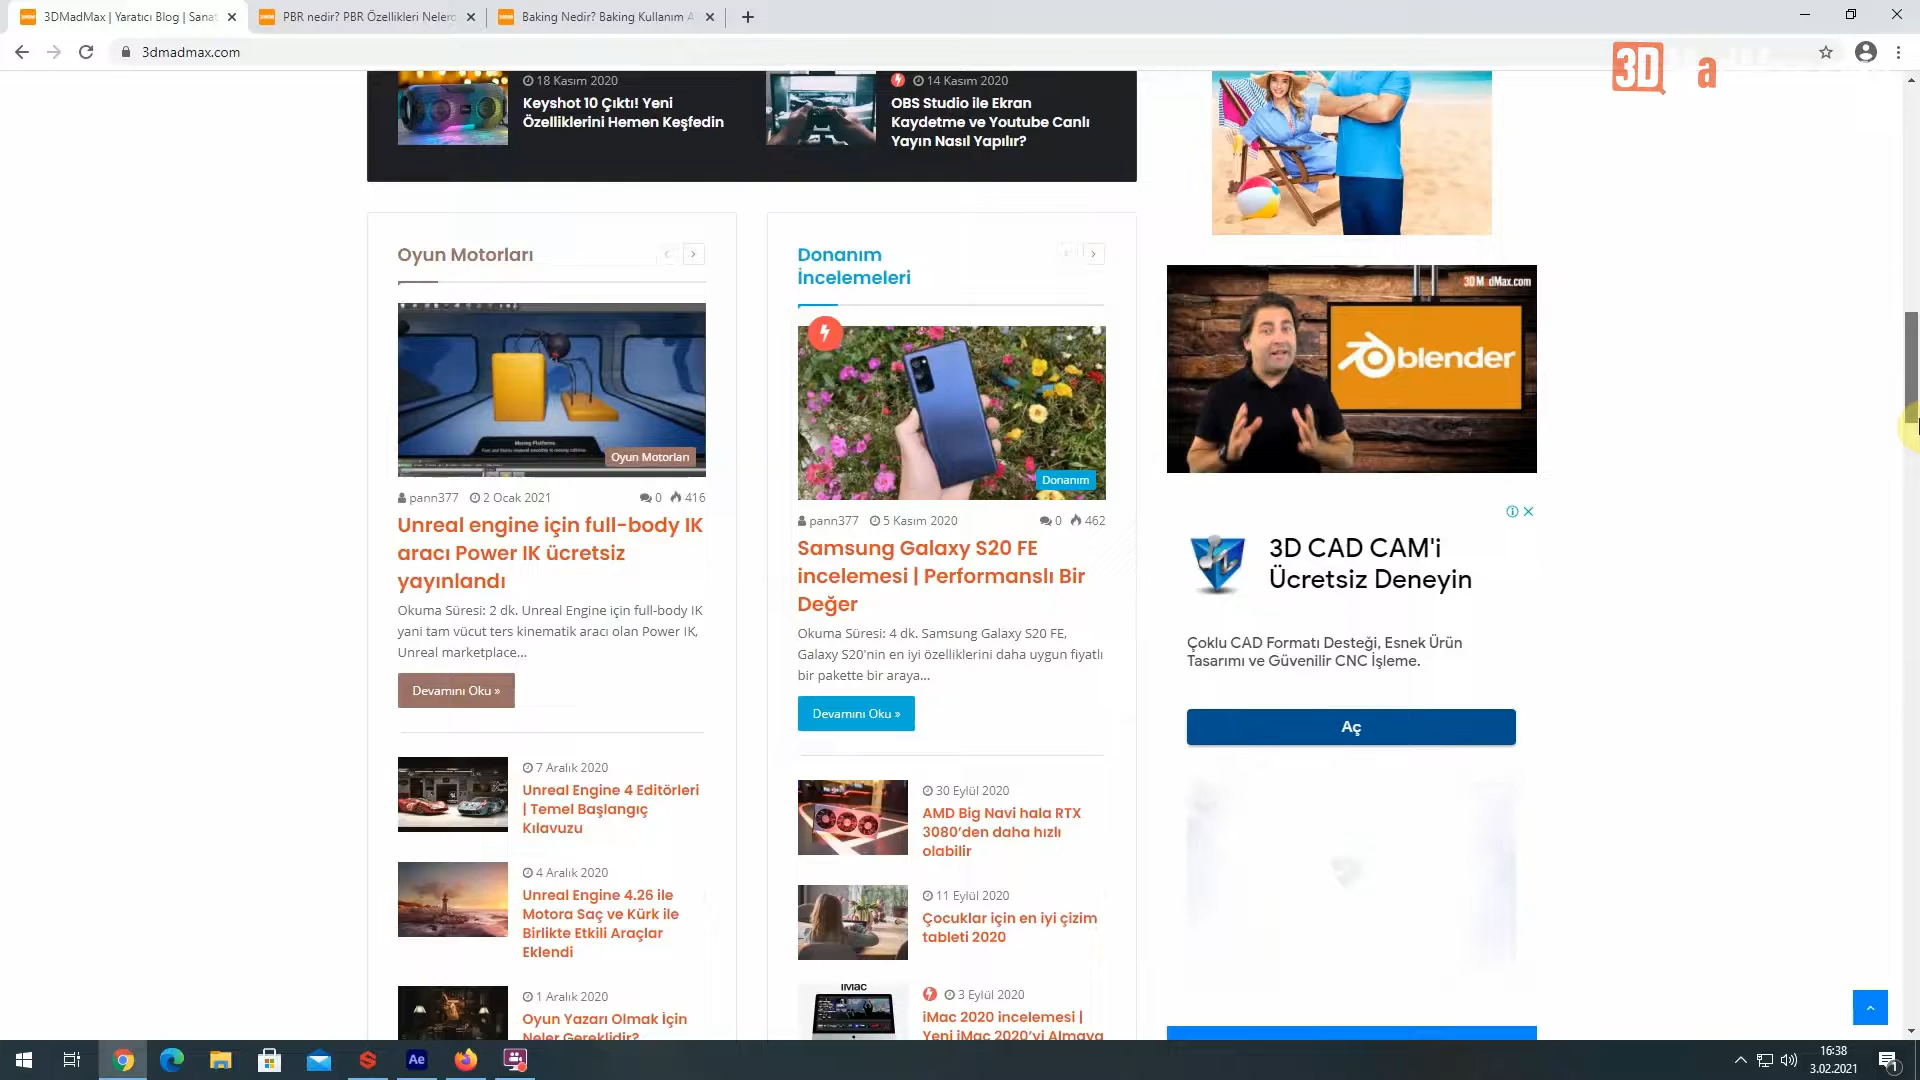 3DMadMax | Yaratıcı Blog | Sanat
PBR nedir? PBR Özellikleri Nelerd
Baking Nedir? Baking Kullanım A
3dmadmax.com
3D
a
18 Kasım 2020
Keyshot 10 Çıktı! Yeni
Özelliklerini Hemen Keşfedin
14 Kasım 2020
OBS Studio ile Ekran
Kaydetme ve Youtube Canlı
Yayın Nasıl Yapılır?
Oyun Motorları
Oyun Motorları
pann377 2 Ocak 2021 0 416
Unreal engine için full-body IK
aracı Power IK ücretsiz
yayınlandı
Okuma Süresi: 2 dk. Unreal Engine için full-body IK
yani tam vücut ters kinematik aracı olan Power IK,
Unreal marketplace...
Devamını Oku »
7 Aralık 2020
Unreal Engine 4 Editörleri
| Temel Başlangıç
Kılavuzu
4 Aralık 2020
Unreal Engine 4.26 ile
Motora Saç ve Kürk ile
Birlikte Etkili Araçlar
Eklendi
1 Aralık 2020
Oyun Yazarı Olmak İçin
Neler Gereklidir?
Donanım
İncelemeleri
Donanım
pann377 5 Kasım 2020 0 462
Samsung Galaxy S20 FE
incelemesi | Performanslı Bir
Değer
Okuma Süresi: 4 dk. Samsung Galaxy S20 FE,
Galaxy S20'nin en iyi özelliklerini daha uygun fiyatlı
bir pakette bir araya...
Devamını Oku »
30 Eylül 2020
AMD Big Navi hala RTX
3080'den daha hızlı
olabilir
11 Eylül 2020
Çocuklar için en iyi çizim
tableti 2020
iMac
3 Eylül 2020
iMac 2020 incelemesi |
Yeni iMac 2020'yi Almaya
3DMadMax.com
blender
3D CAD CAM'i
Ücretsiz Deneyin
Çoklu CAD Formatı Desteği, Esnek Ürün
Tasarımı ve Güvenilir CNC İşleme.
Aç
Ae
16:38
3.02.2021
1